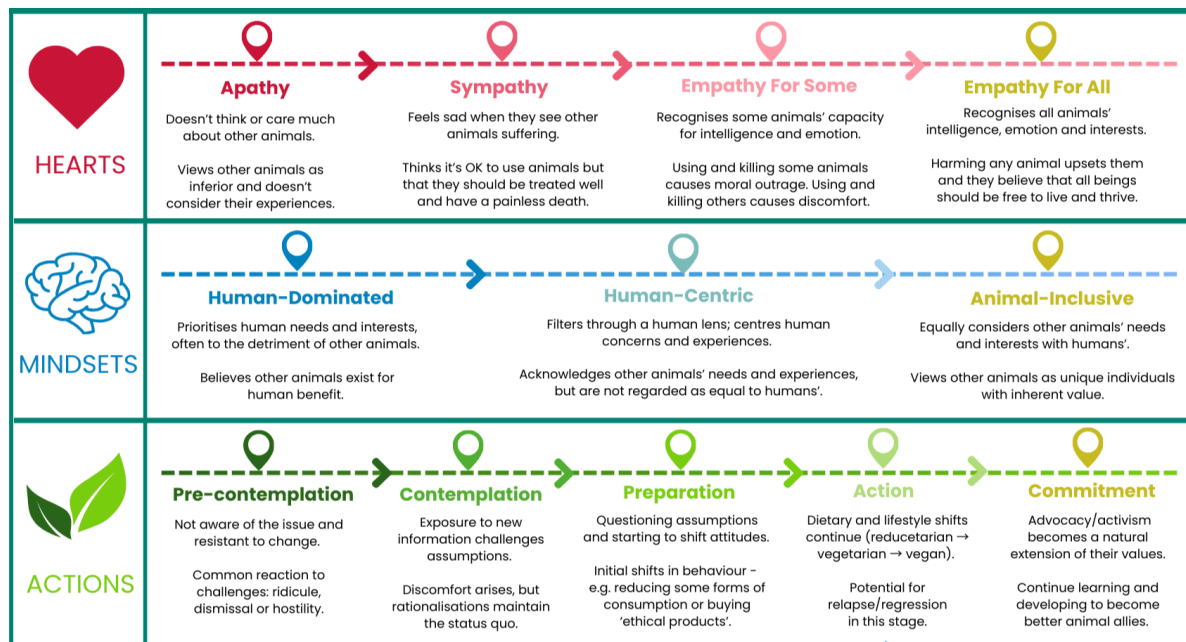 HEARTS
Apathy
Doesn't think or care much
about other animals.
Views other animals as
inferior and doesn't
consider their experiences.
Sympathy
Feels sad when they see other
animals suffering.
Thinks it's OK to use animals but
that they should be treated well
and have a painless death.
Empathy For Some
Recognises some animals' capacity
for intelligence and emotion.
Using and killing some animals
causes moral outrage. Using and
killing others causes discomfort.
Empathy For All
Recognises all animals'
intelligence, emotion and interests.
Harming any animal upsets them
and they believe that all beings
should be free to live and thrive.
MINDSETS
Human-Dominated
Prioritises human needs and interests,
often to the detriment of other animals.
Believes other animals exist for
human benefit.
Human-Centric
Filters through a human lens; centres human
concerns and experiences.
Acknowledges other animals' needs and experiences,
but are not regarded as equal to humans'.
Animal-Inclusive
Equally considers other animals' needs
and interests with humans'.
Views other animals as unique individuals
with inherent value.
ACTIONS
Pre-contemplation
Not aware of the issue and
resistant to change.
Common reaction to
challenges: ridicule,
dismissal or hostility.
Contemplation
Exposure to new
information challenges
assumptions.
Discomfort arises, but
rationalisations maintain
the status quo.
Preparation
Questioning assumptions
and starting to shift attitudes.
Initial shifts in behaviour -
e.g. reducing some forms of
consumption or buying
'ethical products'.
Action
Dietary and lifestyle shifts
continue (reducetarian →
vegetarian → vegan).
Potential for
relapse/regression
in this stage.
Commitment
Advocacy/activism
becomes a natural
extension of their values.
Continue learning and
developing to become
better animal allies.